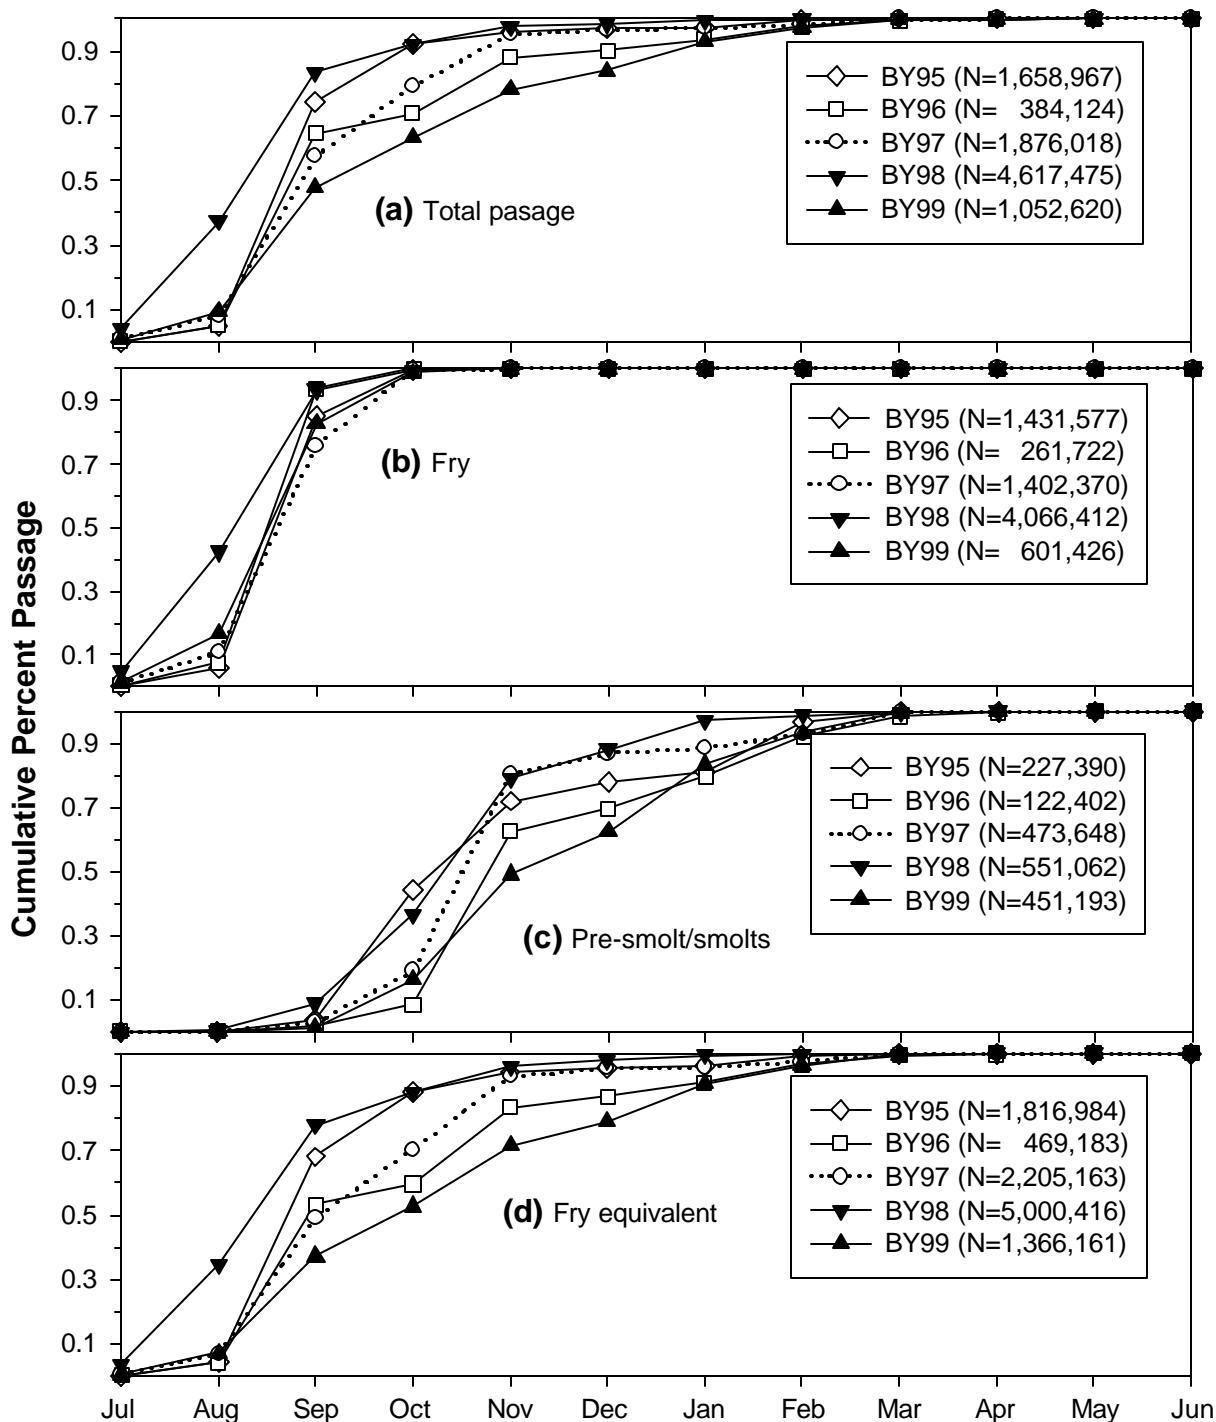 Cumulative Percent Passage
0.9
0.7
0.5
0.3
0.1
(a) Total pasage
BY95 (N=1,658,967)
BY96 (N= 384,124)
BY97 (N=1,876,018)
BY98 (N=4,617,475)
BY99 (N=1,052,620)
0.9
0.7
0.5
0.3
0.1
(b) Fry
BY95 (N=1,431,577)
BY96 (N= 261,722)
BY97 (N=1,402,370)
BY98 (N=4,066,412)
BY99 (N= 601,426)
0.9
0.7
0.5
0.3
0.1
(c) Pre-smolt/smolts
BY95 (N=227,390)
BY96 (N=122,402)
BY97 (N=473,648)
BY98 (N=551,062)
BY99 (N=451,193)
0.9
0.7
0.5
0.3
0.1
(d) Fry equivalent
BY95 (N=1,816,984)
BY96 (N= 469,183)
BY97 (N=2,205,163)
BY98 (N=5,000,416)
BY99 (N=1,366,161)
Jul Aug Sep Oct Nov Dec Jan Feb Mar Apr May Jun